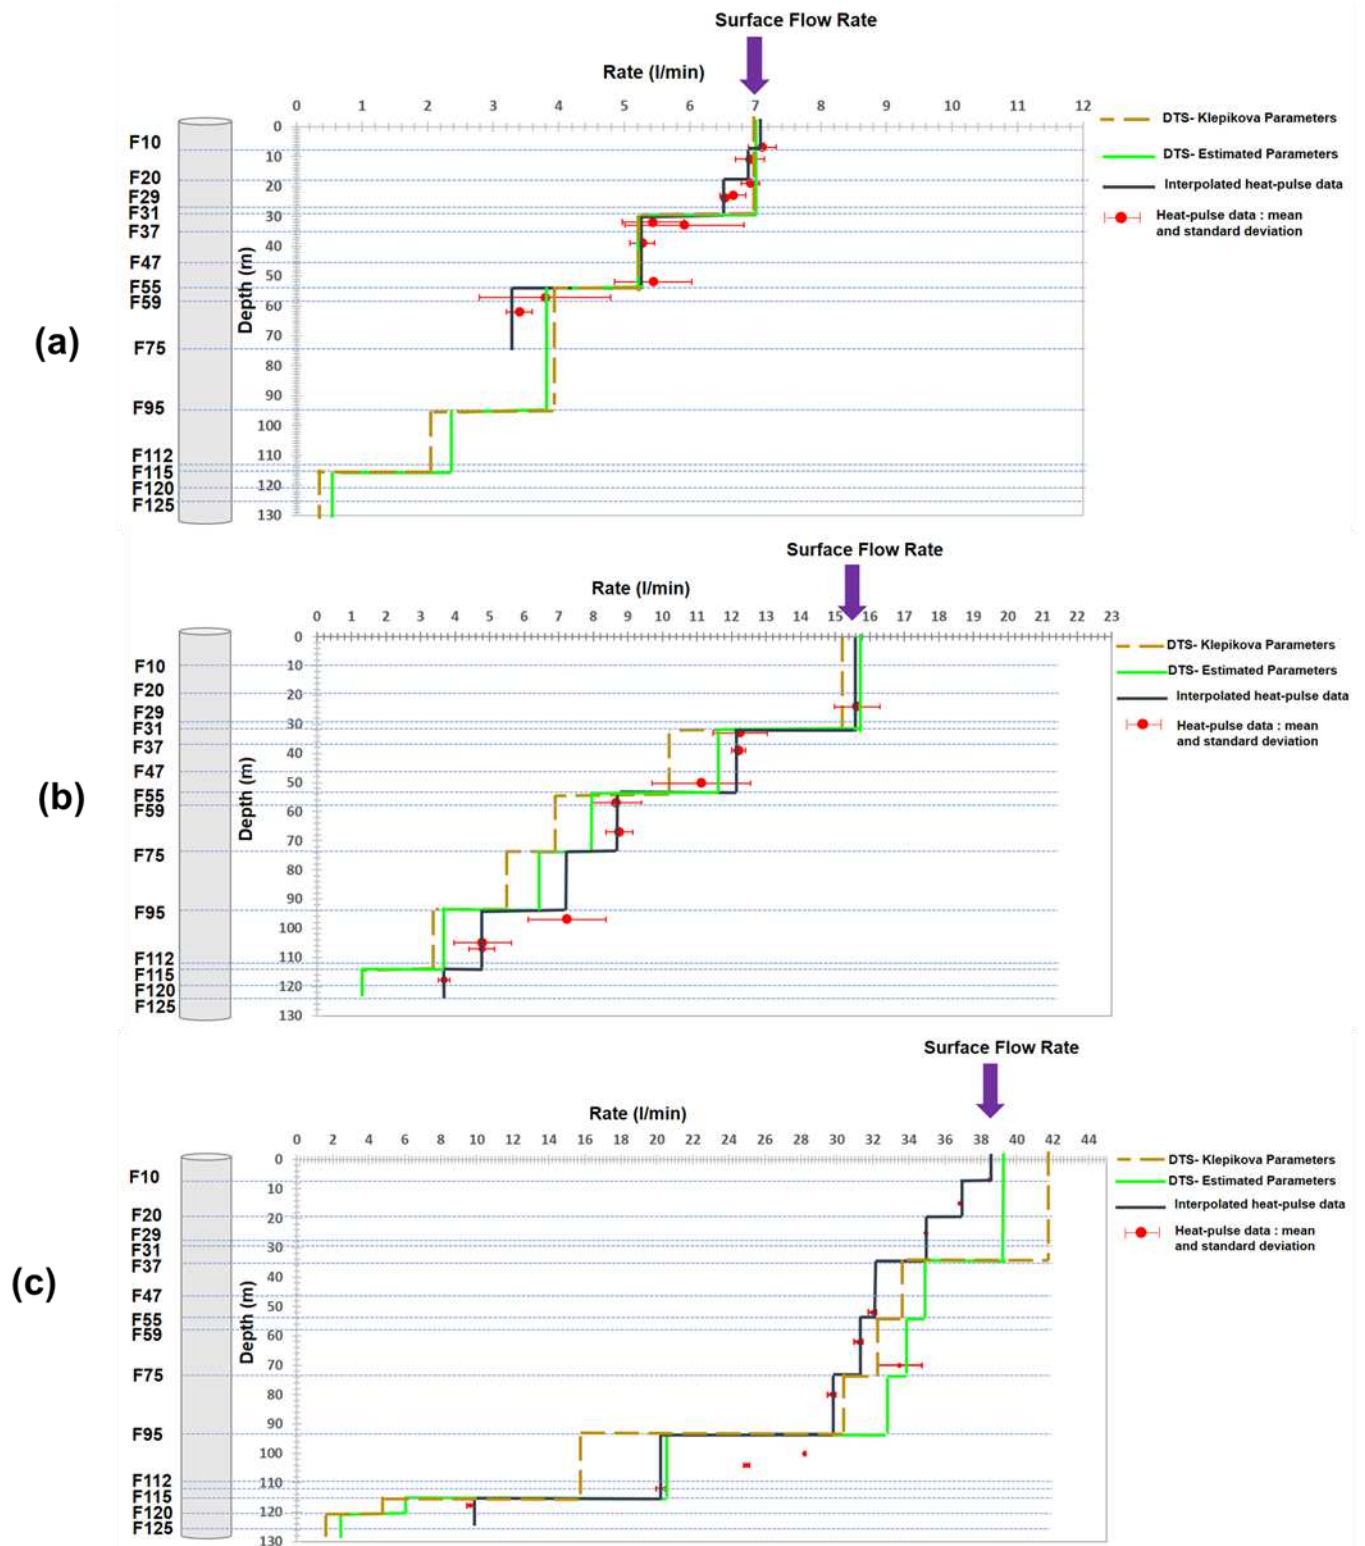 Surface Flow Rate
Rate (l/min)
0 1 2 3 4 5 6 7 8 9 10 11 12
DTS- Klepikova Parameters
DTS- Estimated Parameters
Interpolated heat-pulse data
Heat-pulse data : mean
and standard deviation
F10
F20
F29
F31
F37
F47
F55
F59
F75
F95
F112
F115
F120
F125
Depth (m)
0
10
20
30
40
50
60
70
80
90
100
110
120
130
(a)
Surface Flow Rate
Rate (l/min)
0 1 2 3 4 5 6 7 8 9 10 11 12 13 14 15 16 17 18 19 20 21 22 23
DTS- Klepikova Parameters
DTS- Estimated Parameters
Interpolated heat-pulse data
Heat-pulse data : mean
and standard deviation
F10
F20
F29
F31
F37
F47
F55
F59
F75
F95
F112
F115
F120
F125
Depth (m)
0
10
20
30
40
50
60
70
80
90
100
110
120
130
(b)
Surface Flow Rate
Rate (l/min)
0 2 4 6 8 10 12 14 16 18 20 22 24 26 28 30 32 34 36 38 40 42 44
DTS- Klepikova Parameters
DTS- Estimated Parameters
Interpolated heat-pulse data
Heat-pulse data : mean
and standard deviation
F10
F20
F29
F31
F37
F47
F55
F59
F75
F95
F112
F115
F120
F125
Depth (m)
0
10
20
30
40
50
60
70
80
90
100
110
120
130
(c)